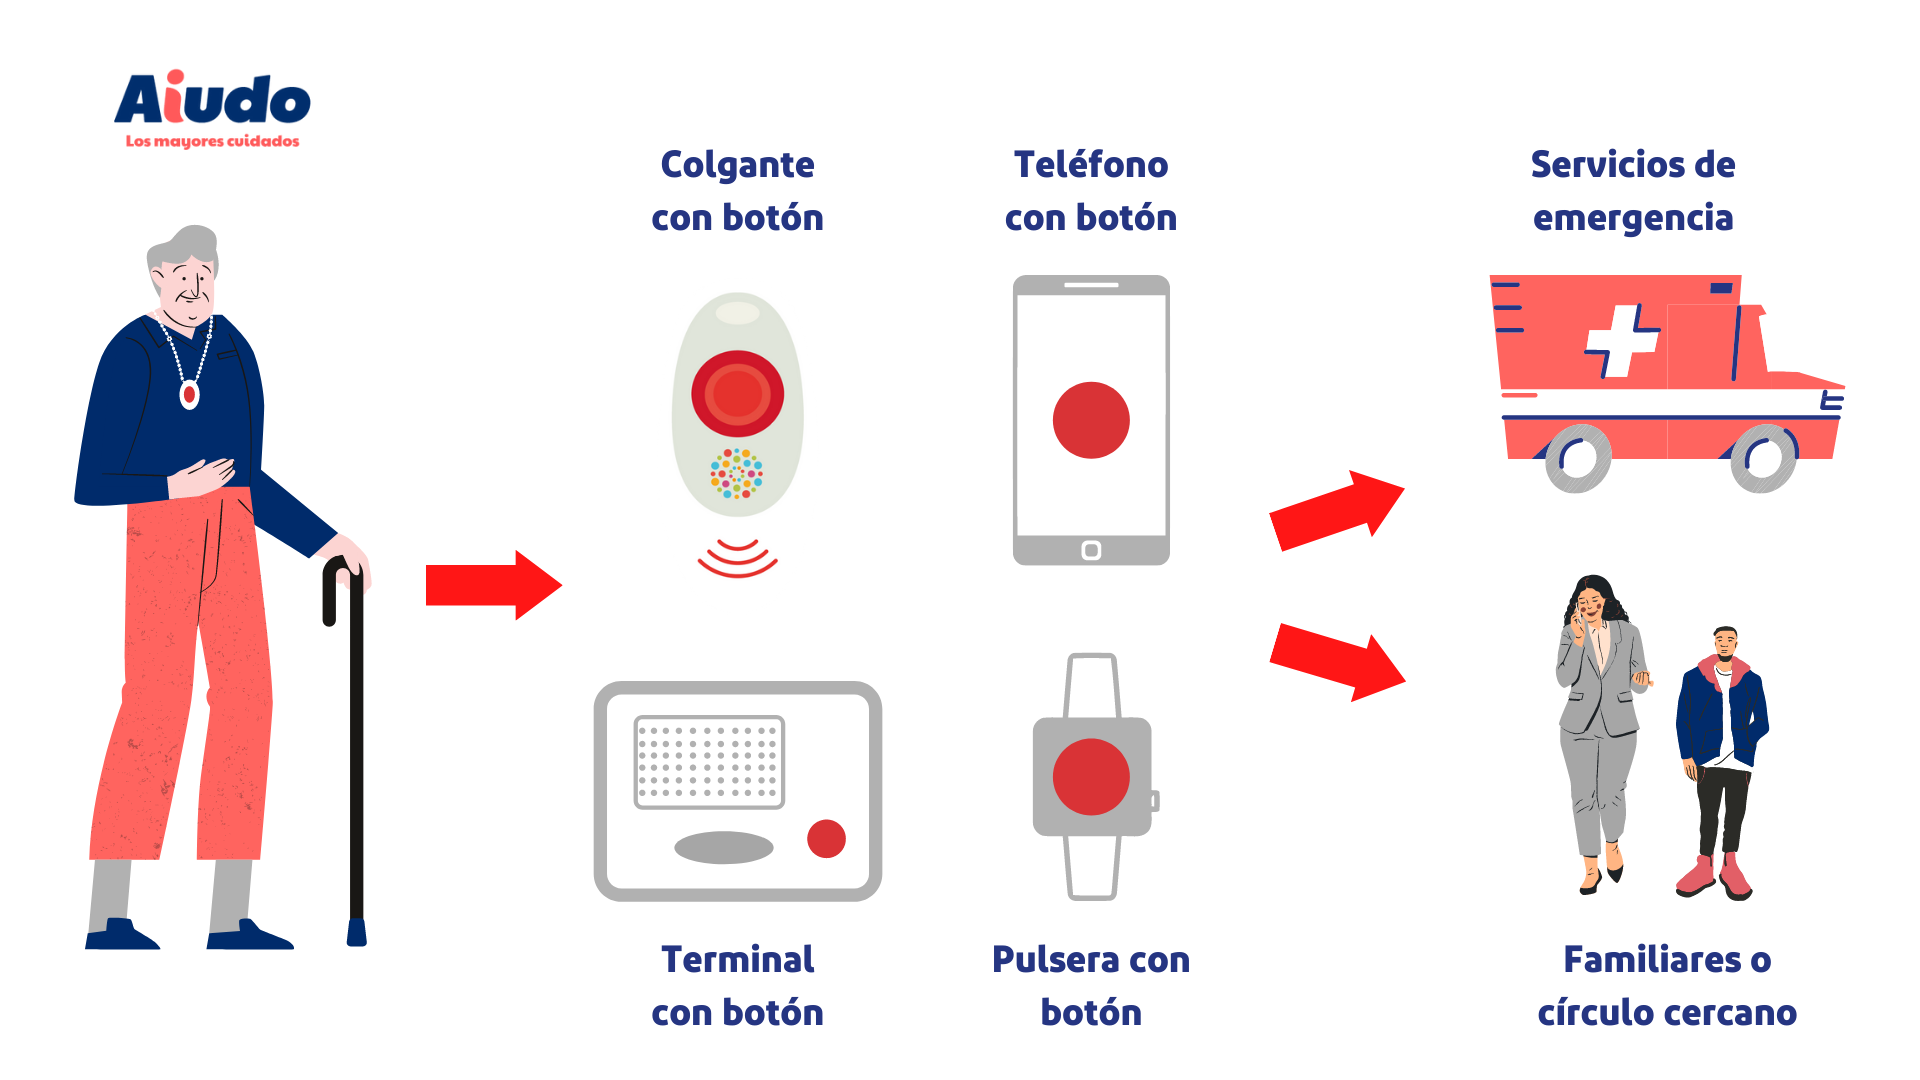 Aiudo
Los mayores cuidados
Colgante
con botón
Teléfono
con botón
Servicios de
emergencia
Terminal
con botón
Pulsera con
botón
Familiares o
círculo cercano